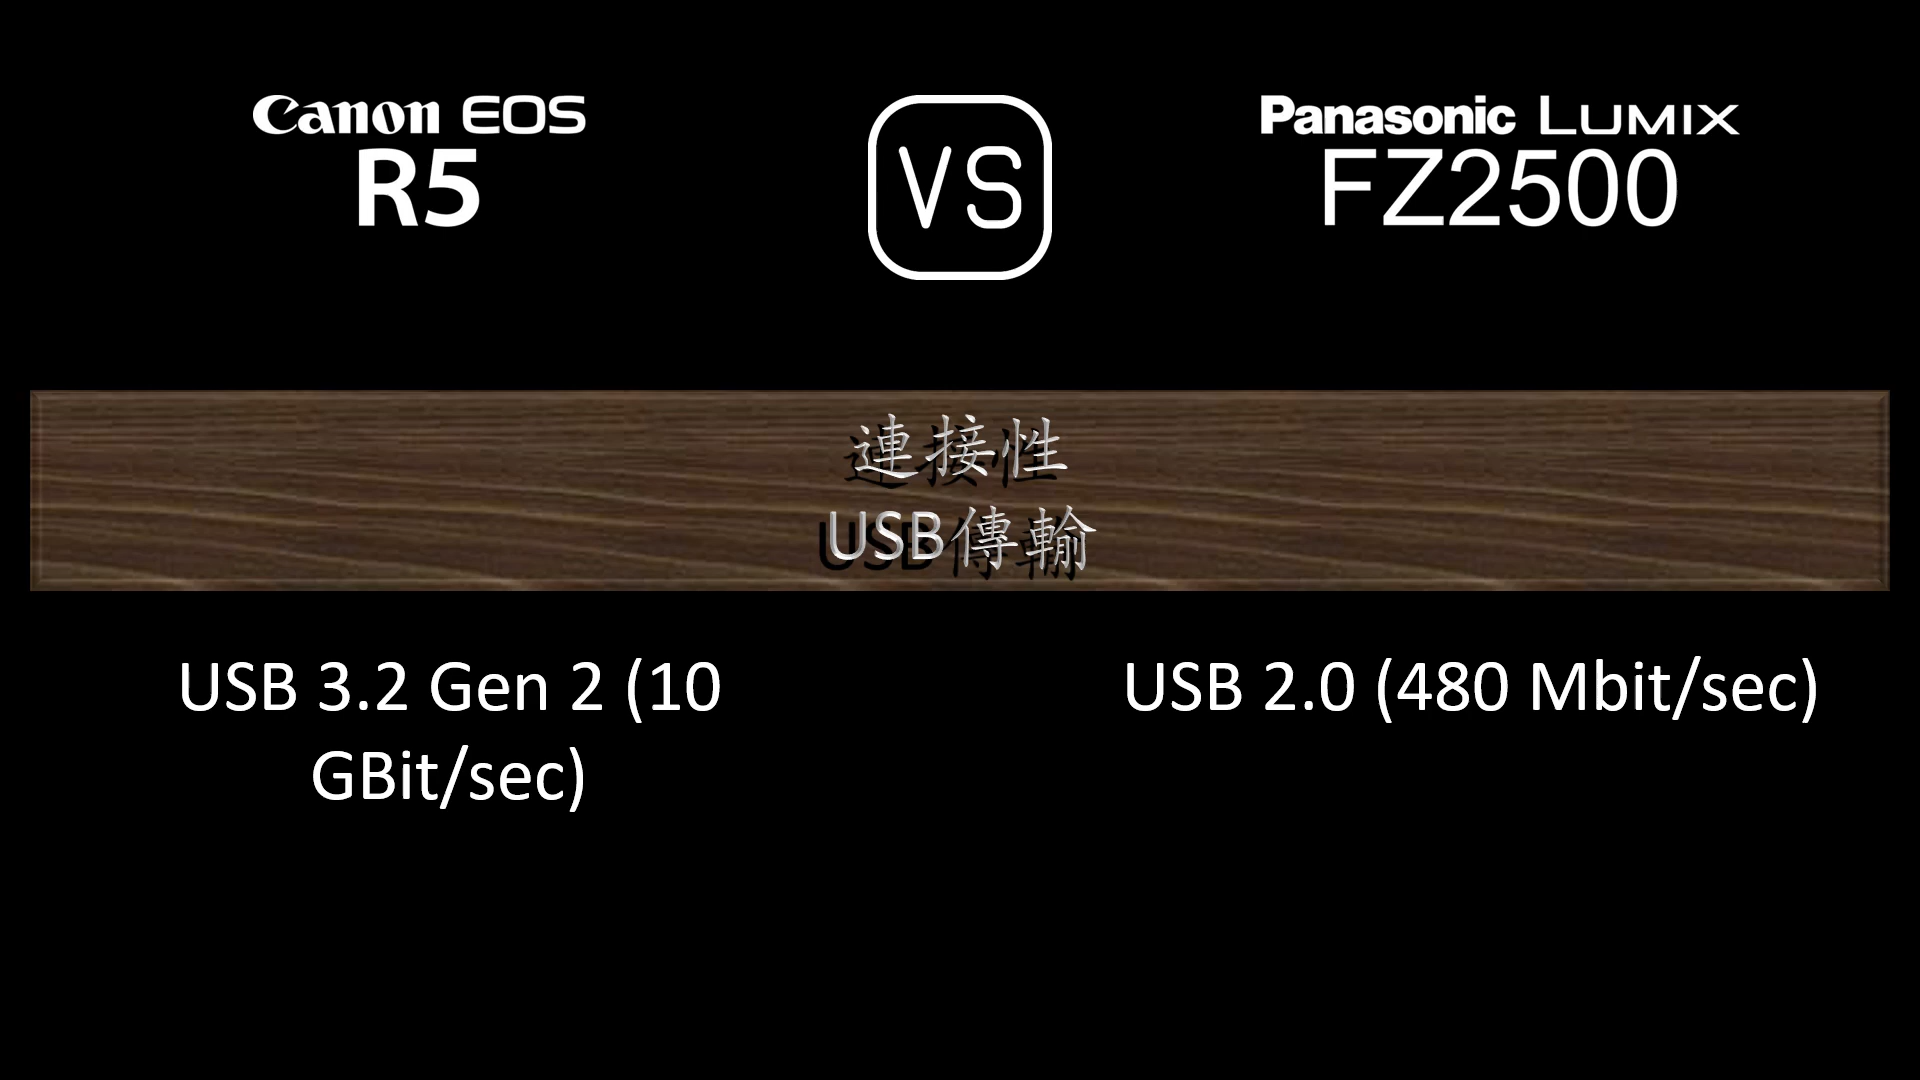 Canon EOS
R5
VS
Panasonic LUMIX
FZ2500
連接性
USB傳輸
USB 3.2 Gen 2 (10
GBit/sec)
USB 2.0 (480 Mbit/sec)